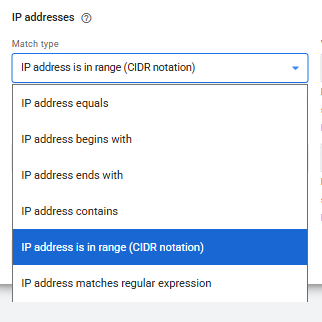 IP addresses
Match type
IP address is in range (CIDR notation)
IP address equals
IP address begins with
IP address ends with
IP address contains
IP address is in range (CIDR notation)
IP address matches regular expression